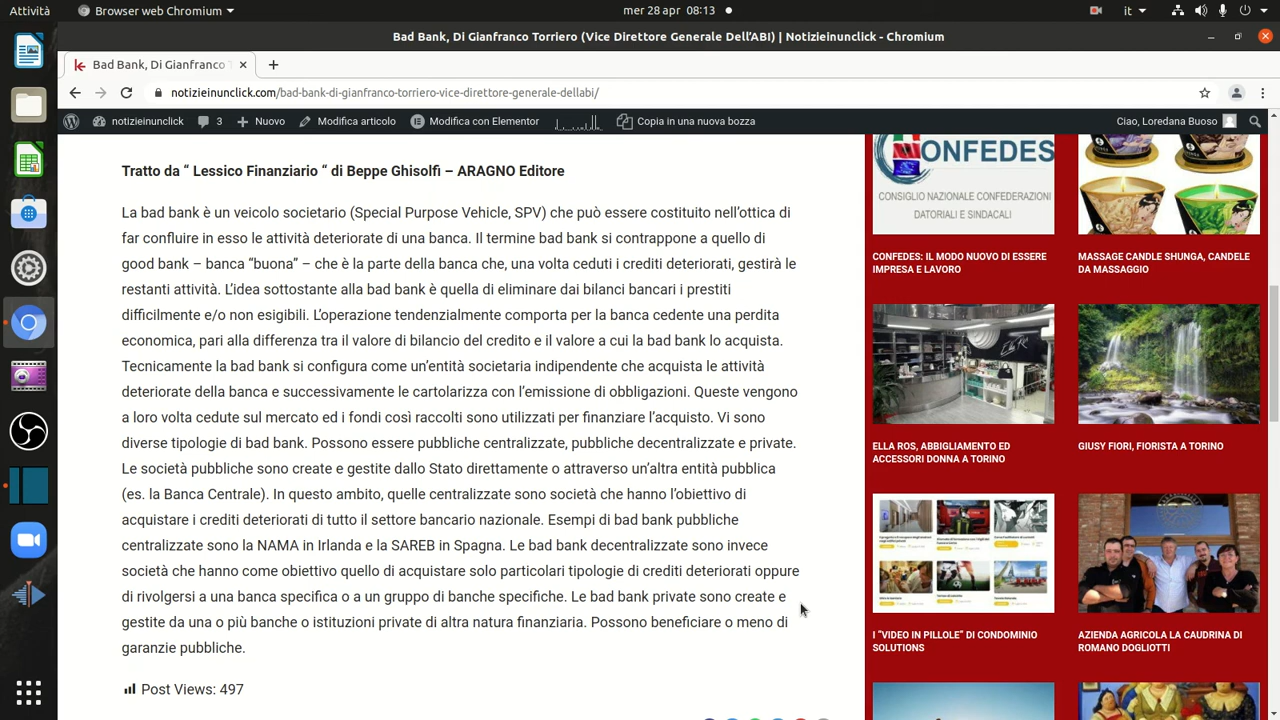 Attività
Browser web Chromium
mer 28 apr  08:13
Bad Bank, Di Gianfranco Torriero (Vice Direttore Generale Dell'ABI) | Notizieinunclick - Chromium
Bad Bank, Di Gianfranco T
notizieinunclick.com/bad-bank-di-gianfranco-torriero-vice-direttore-generale-dellabi/
notizieinunclick 3 Nuovo Modifica articolo Modifica con Elementor Copia in una nuova bozza Ciao, Loredana Buoso
Tratto da “ Lessico Finanziario “ di Beppe Ghisolfi – ARAGNO Editore
La bad bank è un veicolo societario (Special Purpose Vehicle, SPV) che può essere costituito nell’ottica di
far confluire in esso le attività deteriorate di una banca. Il termine bad bank si contrappone a quello di
good bank – banca “buona” – che è la parte della banca che, una volta ceduti i crediti deteriorati, gestirà le
restanti attività. L’idea sottostante alla bad bank è quella di eliminare dai bilanci bancari i prestiti
difficilmente e/o non esigibili. L’operazione tendenzialmente comporta per la banca cedente una perdita
economica, pari alla differenza tra il valore di bilancio del credito e il valore a cui la bad bank lo acquista.
Tecnicamente la bad bank si configura come un’entità societaria indipendente che acquista le attività
deteriorate della banca e successivamente le cartolarizza con l’emissione di obbligazioni. Queste vengono
a loro volta cedute sul mercato ed i fondi così raccolti sono utilizzati per finanziare l’acquisto. Vi sono
diverse tipologie di bad bank. Possono essere pubbliche centralizzate, pubbliche decentralizzate e private.
Le società pubbliche sono create e gestite dallo Stato direttamente o attraverso un’altra entità pubblica
(es. la Banca Centrale). In questo ambito, quelle centralizzate sono società che hanno l’obiettivo di
acquistare i crediti deteriorati di tutto il settore bancario nazionale. Esempi di bad bank pubbliche
centralizzate sono la NAMA in Irlanda e la SAREB in Spagna. Le bad bank decentralizzate sono invece
società che hanno come obiettivo quello di acquistare solo particolari tipologie di crediti deteriorati oppure
di rivolgersi a una banca specifica o a un gruppo di banche specifiche. Le bad bank private sono create e
gestite da una o più banche o istituzioni private di altra natura finanziaria. Possono beneficiare o meno di
garanzie pubbliche.
Post Views: 497
ONFEDES
CONSIGLIO NAZIONALE CONFEDERAZIONI
DATORIALI E SINDACALI
CONFEDES: IL MODO NUOVO DI ESSERE
IMPRESA E LAVORO
MASSAGE CANDLE SHUNGA, CANDELE
DA MASSAGGIO
ELLA ROS, ABBIGLIAMENTO ED
ACCESSORI DONNA A TORINO
GIUSY FIORI, FIORISTA A TORINO
I "VIDEO IN PILLOLE" DI CONDOMINIO
SOLUTIONS
AZIENDA AGRICOLA LA CAUDRINA DI
ROMANO DOGLIOTTI